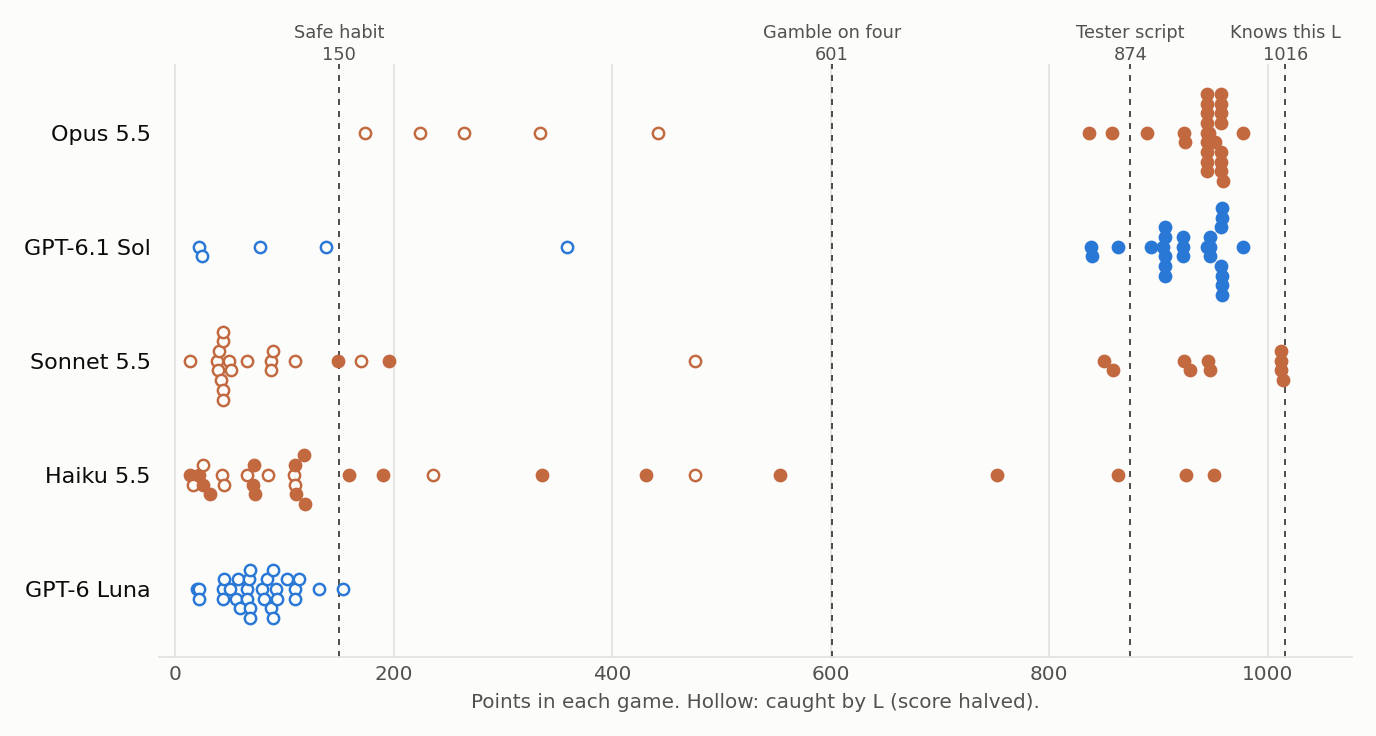 Safe habit
150
Gamble on four
601
Tester script
874
Knows this L
1016
Opus 5.5
GPT-6.1 Sol
Sonnet 5.5
Haiku 5.5
GPT-6 Luna
0 200 400 600 800 1000
Points in each game. Hollow: caught by L (score halved).